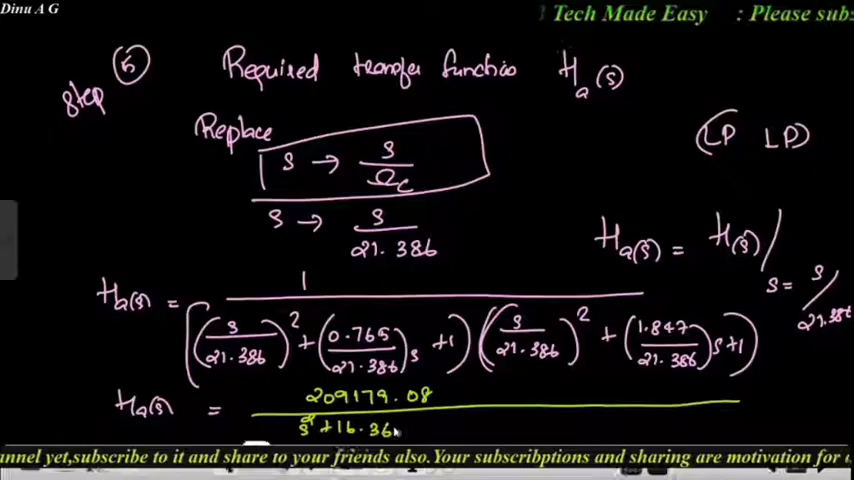 Dinu A G
Tech Made Easy : Please subs
Step 5 Required transfer function Ha(s)
Replace
(LP LP)
s → s/Ωc
s → s/21.386
Ha(s) = H(s)/ s = s/21.386
Ha(s) = 1 / ((s/21.386)² + (0.765/21.386)s + 1) ((s/21.386)² + (1.847/21.386)s + 1)
Ha(s) = 209179.08 / s² + 16.36
nnel yet,subscribe to it and share to your friends also.Your subscribptions and sharing are motivation for